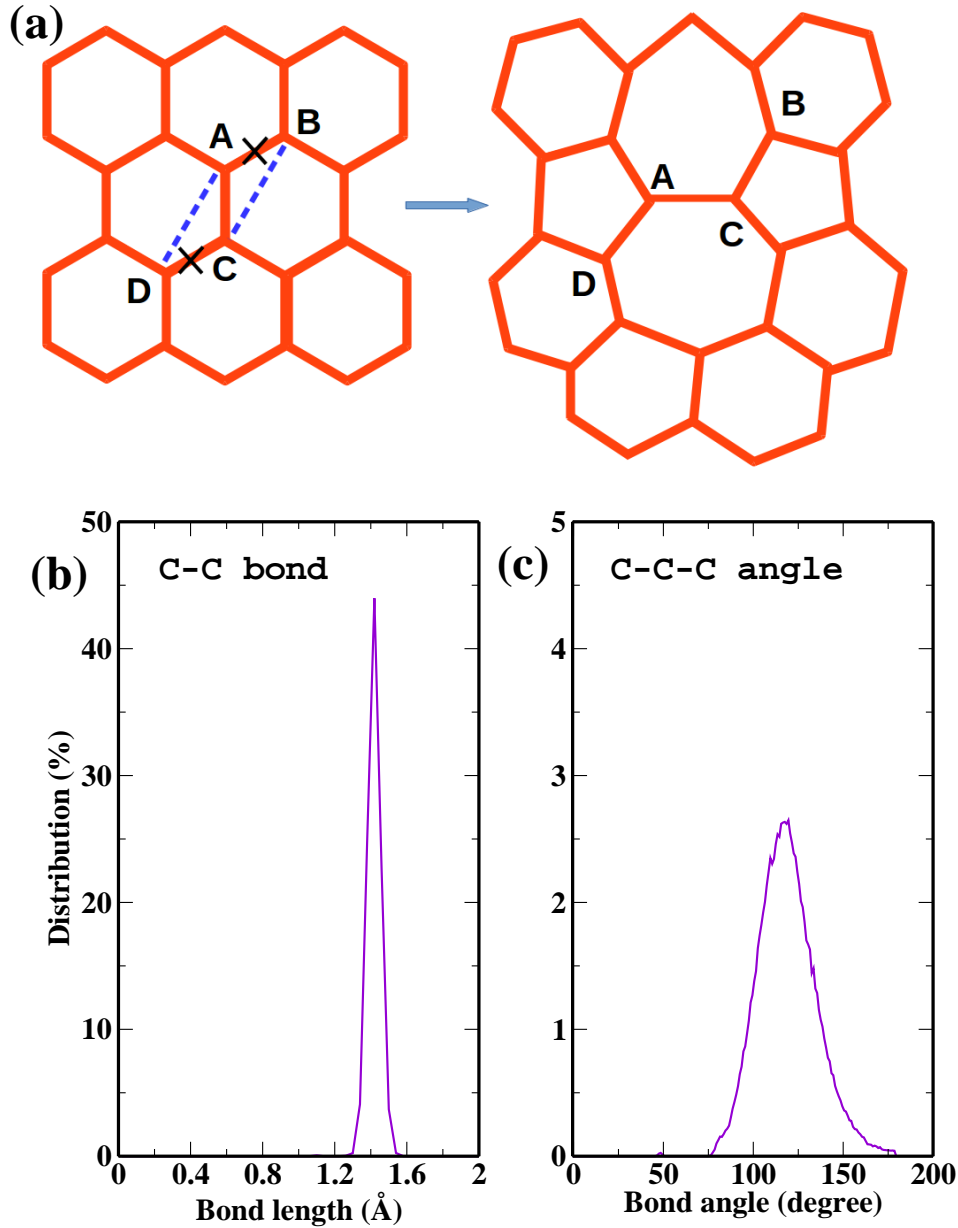 (a)
A
B
D
C
B
A
C
D
(b)
C-C bond
50
40
30
20
10
0
Distribution (%)
0 0.4 0.8 1.2 1.6 2
Bond length (Å)
(c)
C-C-C angle
5
4
3
2
1
0
0 50 100 150 200
Bond angle (degree)